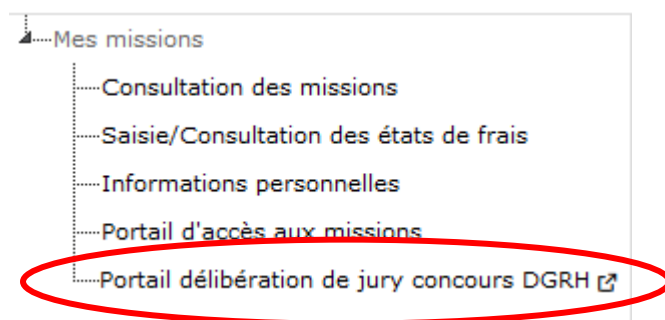 Mes missions
Consultation des missions
Saisie/Consultation des états de frais
Informations personnelles
Portail d'accès aux missions
Portail délibération de jury concours DGRH